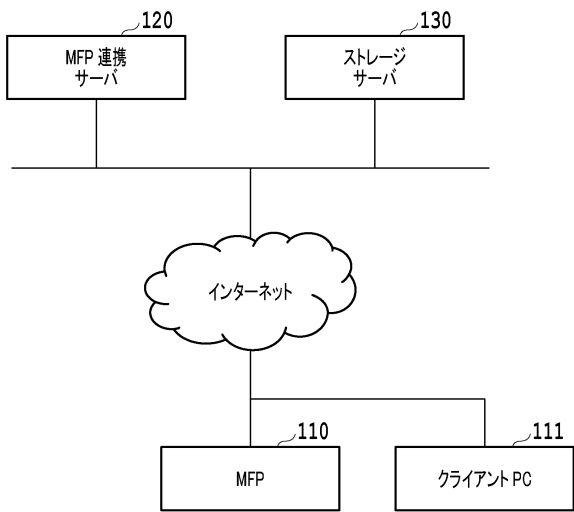 120
MFP 連携
サーバ
130
ストレージ
サーバ
インターネット
110
MFP
111
クライアント PC